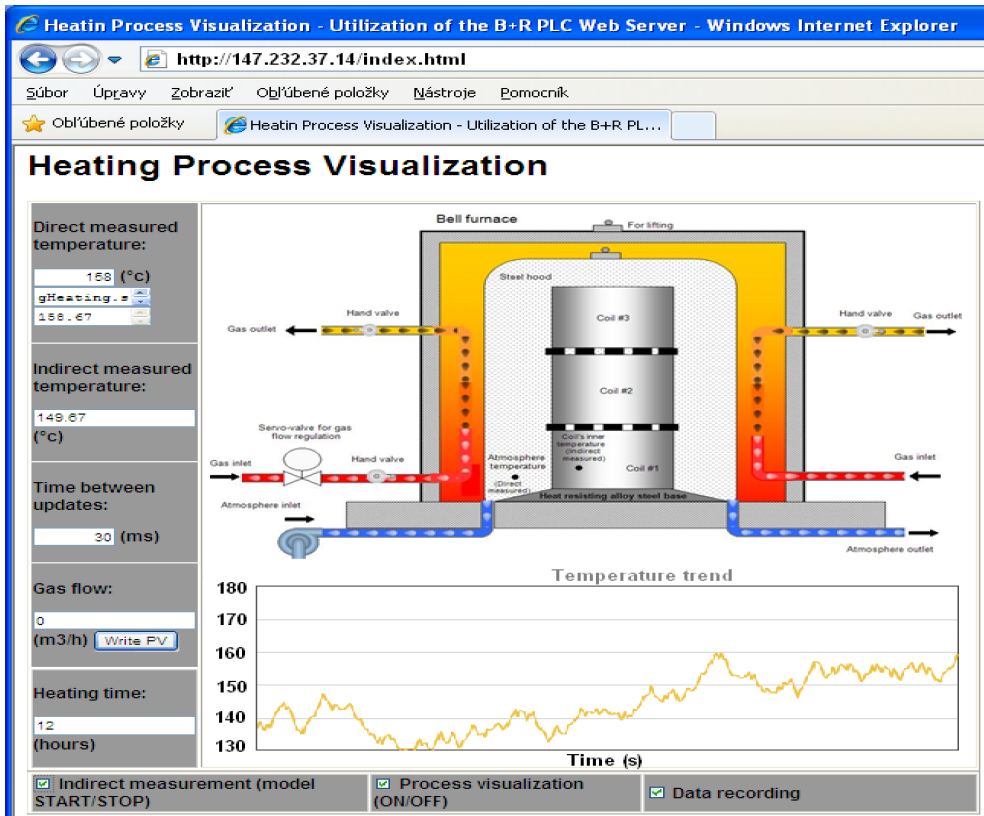 Heatin Process Visualization - Utilization of the B+R PLC Web Server - Windows Internet Explorer
http://147.232.37.14/index.html
Súbor Úpravy Zobraziť Obľúbené položky Nástroje Pomocník
Obľúbené položky
Heatin Process Visualization - Utilization of the B+R PL...
Heating Process Visualization
Direct measured
temperature:
158 (°c)
gHeating.s
158.67
Indirect measured
temperature:
149.67
(°c)
Time between
updates:
30 (ms)
Gas flow:
0
(m3/h) Write PV
Heating time:
12
(hours)
Bell furnace
For lifting
Steel hood
Coil #3
Hand valve
Gas outlet
Hand valve
Gas outlet
Coil #2
Servo-valve for gas
flow regulation
Hand valve
Gas inlet
Coil's inner
temperature
(Indirect
measured)
Coil #1
Atmosphere
temperature
(Direct
measured)
Gas inlet
Heat resisting alloy steel base
Atmosphere inlet
Atmosphere outlet
Temperature trend
180
170
160
150
140
130
Time (s)
Indirect measurement (model
START/STOP)
Process visualization
(ON/OFF)
Data recording